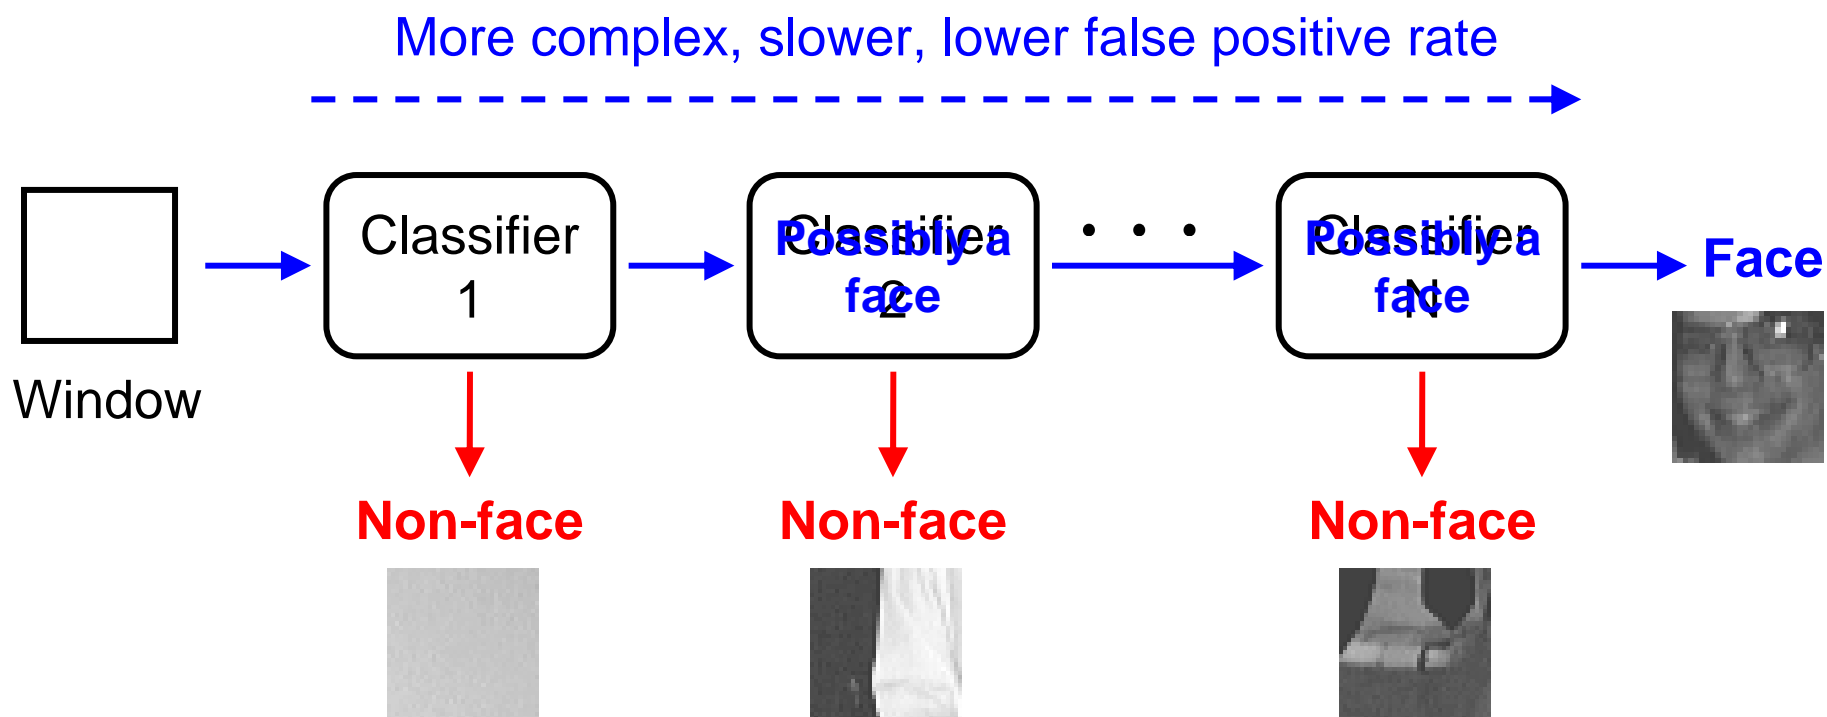 More complex, slower, lower false positive rate
Window
Classifier
1
Classifier
2
Possibly a
face
. . .
Classifier
N
Possibly a
face
Face
Non-face
Non-face
Non-face